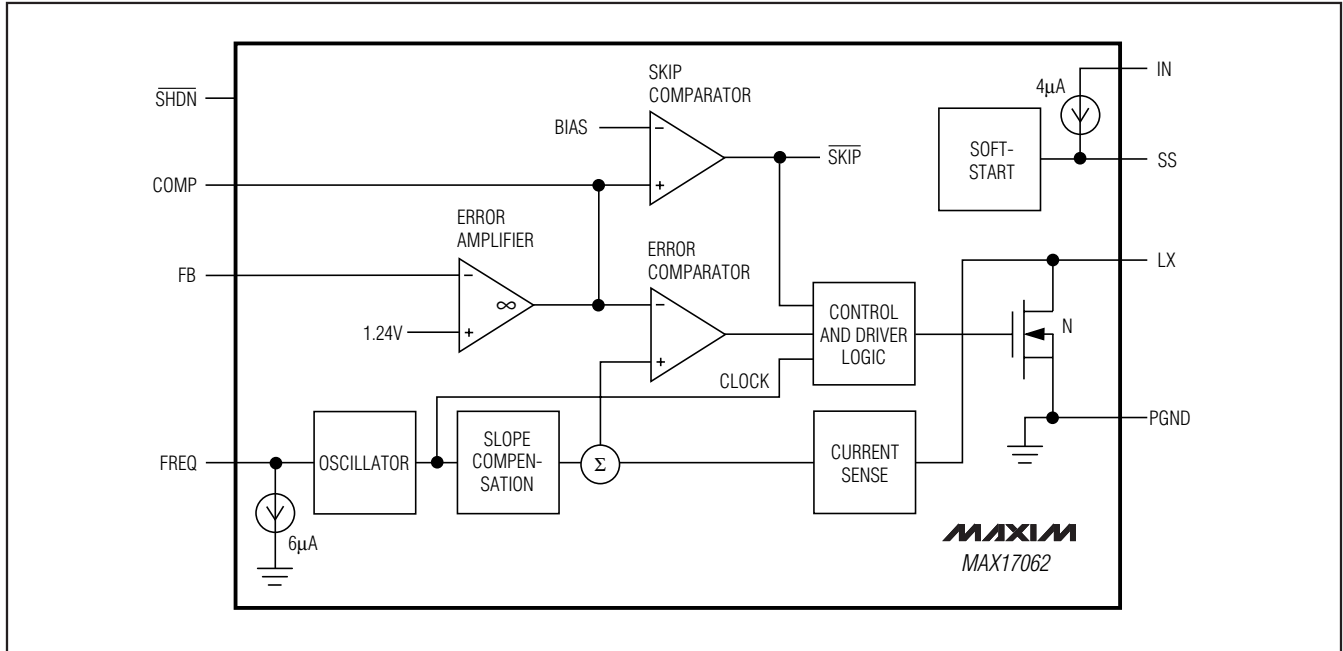 SHDN
COMP
FB
FREQ
6μA
BIAS
SKIP
COMPARATOR
−
+
SKIP
ERROR
AMPLIFIER
−
∞
+
1.24V
ERROR
COMPARATOR
−
+
CLOCK
OSCILLATOR
SLOPE
COMPEN-
SATION
Σ
CONTROL
AND DRIVER
LOGIC
CURRENT
SENSE
SOFT-
START
4μA
N
IN
SS
LX
PGND
MAXIM
MAX17062